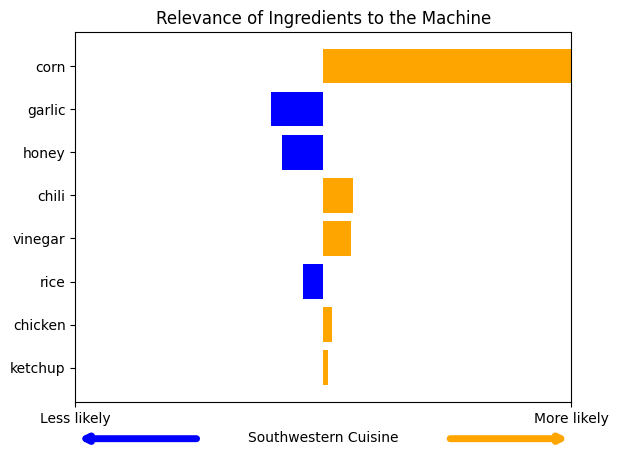 Relevance of Ingredients to the Machine
corn
garlic
honey
chili
vinegar
rice
chicken
ketchup
Less likely More likely
Southwestern Cuisine